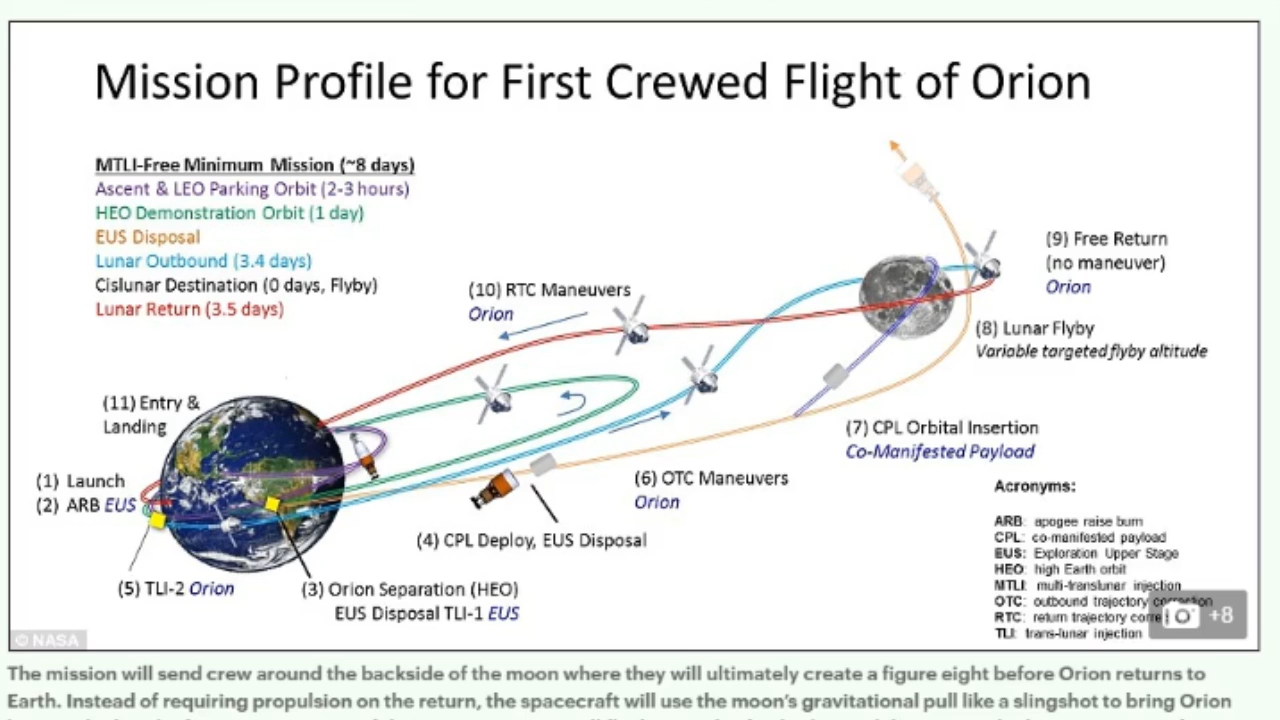 Mission Profile for First Crewed Flight of Orion
MTLI-Free Minimum Mission (~8 days)
Ascent & LEO Parking Orbit (2-3 hours)
HEO Demonstration Orbit (1 day)
EUS Disposal
Lunar Outbound (3.4 days)
Cislunar Destination (0 days, Flyby)
Lunar Return (3.5 days)
(9) Free Return
(no maneuver)
Orion
(10) RTC Maneuvers
Orion
(8) Lunar Flyby
Variable targeted flyby altitude
(11) Entry &
Landing
(7) CPL Orbital Insertion
Co-Manifested Payload
(1) Launch
(2) ARB EUS
(6) OTC Maneuvers
Orion
(4) CPL Deploy, EUS Disposal
(5) TLI-2 Orion
(3) Orion Separation (HEO)
EUS Disposal TLI-1 EUS
Acronyms:
ARB: apogee raise burn
CPL: co-manifested payload
EUS: Exploration Upper Stage
HEO: high Earth orbit
MTLI: multi-translunar injection
OTC: outbound trajectory correction
RTC: return trajectory corre
TLI: trans-lunar injection
+8
© NASA
The mission will send crew around the backside of the moon where they will ultimately create a figure eight before Orion returns to
Earth. Instead of requiring propulsion on the return, the spacecraft will use the moon's gravitational pull like a slingshot to bring Orion